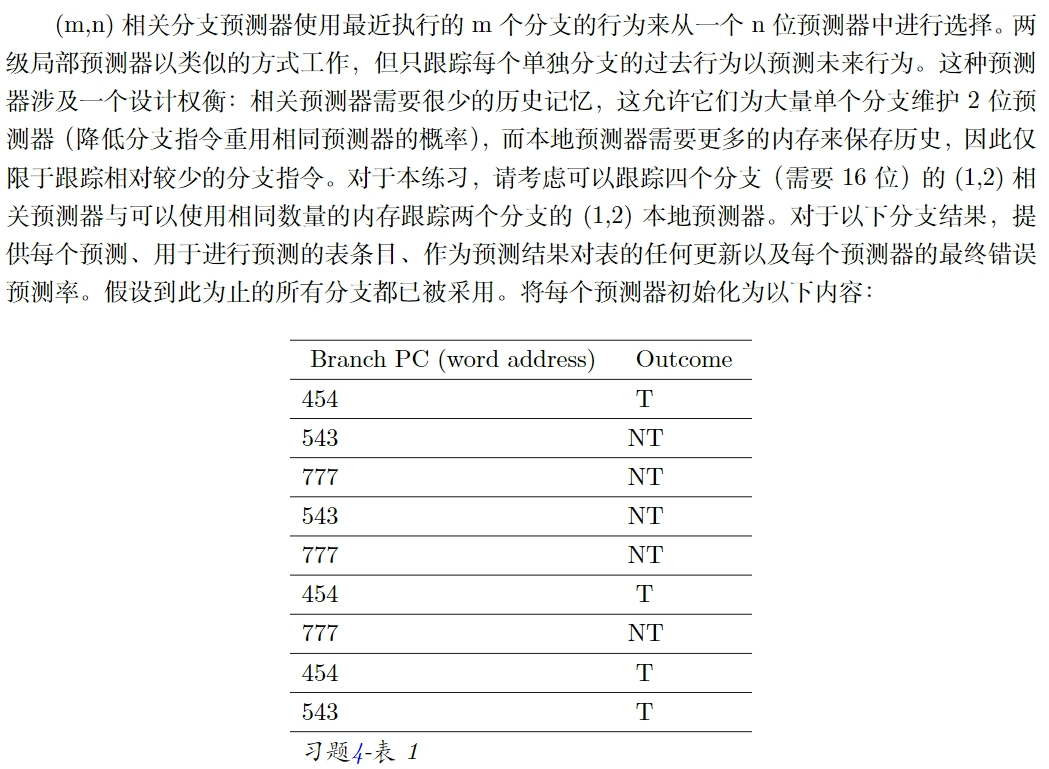 (m,n) 相关分支预测器使用最近执行的 m 个分支的行为来从一个 n 位预测器中进行选择。两
级局部预测器以类似的方式工作，但只跟踪每个单独分支的过去行为以预测未来行为。这种预测
器涉及一个设计权衡：相关预测器需要很少的历史记忆，这允许它们为大量单个分支维护 2 位预
测器（降低分支指令重用相同预测器的概率），而本地预测器需要更多的内存来保存历史，因此仅
限于跟踪相对较少的分支指令。对于本练习，请考虑可以跟踪四个分支（需要 16 位）的 (1,2) 相
关预测器与可以使用相同数量的内存跟踪两个分支的 (1,2) 本地预测器。对于以下分支结果，提
供每个预测、用于进行预测的表条目、作为预测结果对表的任何更新以及每个预测器的最终错误
预测率。假设到此为止的所有分支都已被采用。将每个预测器初始化为以下内容：
Branch PC (word address) Outcome
454 T
543 NT
777 NT
543 NT
777 NT
454 T
777 NT
454 T
543 T
习题4-表 1